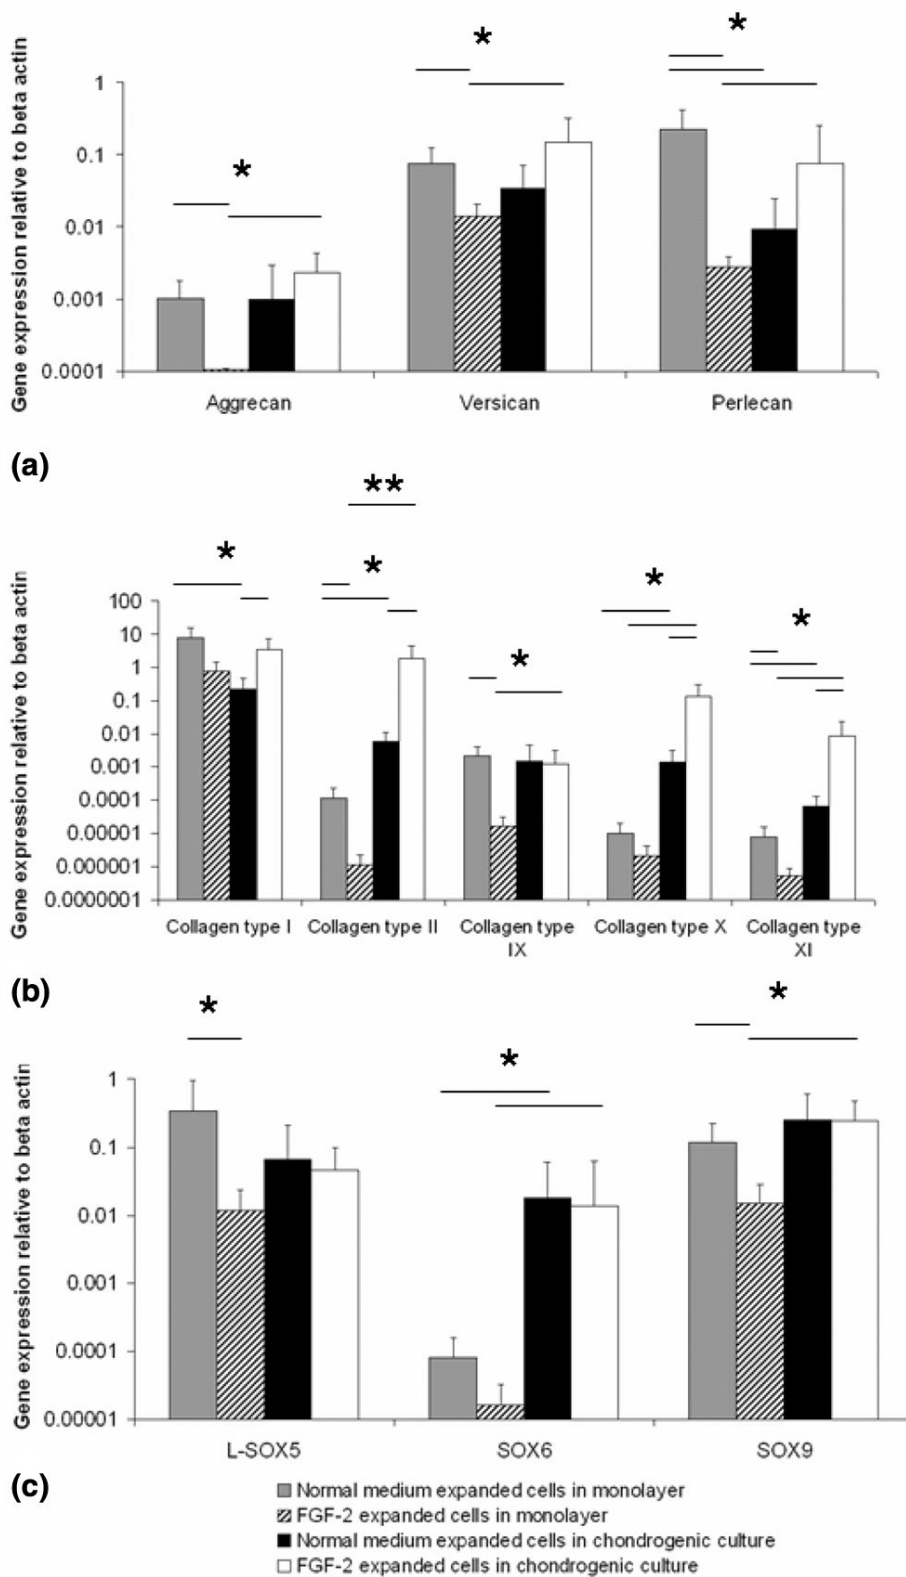 Gene expression relative to beta actin
*
*
*
1
0.1
0.01
0.001
0.0001
Aggrecan Versican Perlecan
(a)
Gene expression relative to beta actin
**
*
*
*
*
*
100
10
1
0.1
0.01
0.001
0.0001
0.00001
0.000001
0.0000001
Collagen type I Collagen type II Collagen type Collagen type X Collagen type
IX XI
(b)
Gene expression relative to beta actin
*
*
*
1
0.1
0.01
0.001
0.0001
0.00001
L-SOX5 SOX6 SOX9
(c)
Normal medium expanded cells in monolayer
FGF-2 expanded cells in monolayer
Normal medium expanded cells in chondrogenic culture
FGF-2 expanded cells in chondrogenic culture